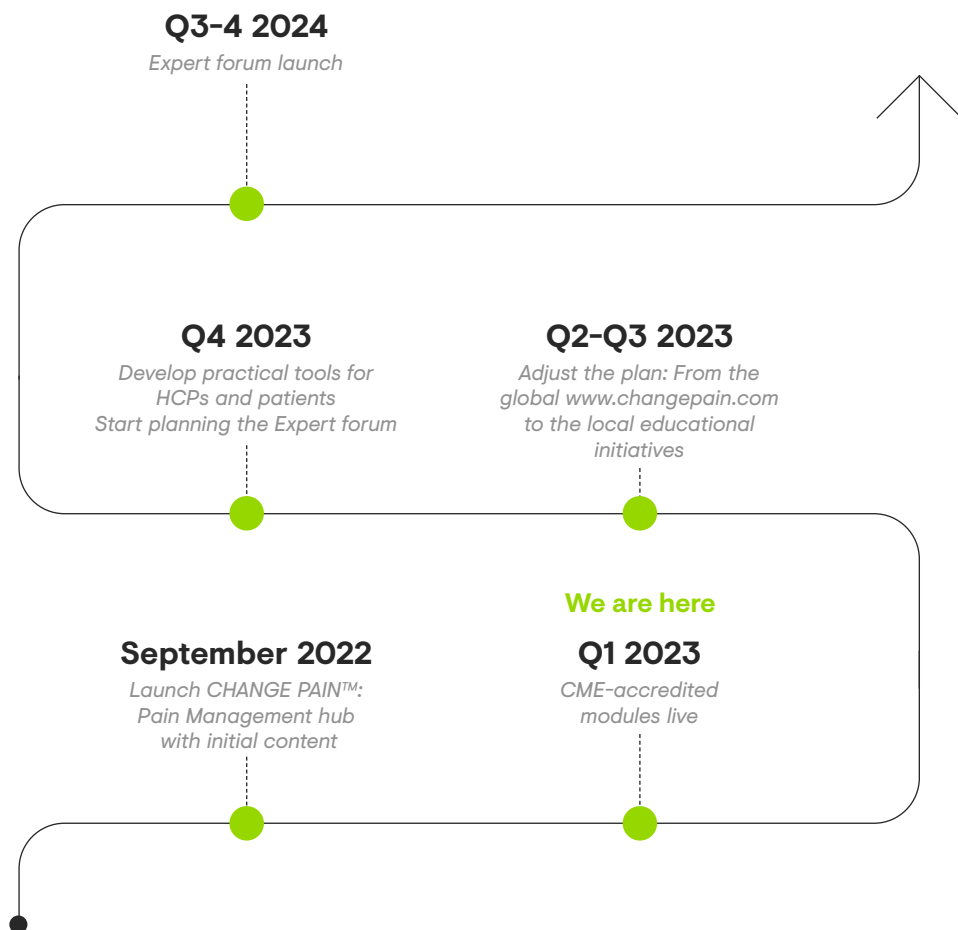 Q3-4 2024
Expert forum launch
Q4 2023
Develop practical tools for
HCPs and patients
Start planning the Expert forum
Q2-Q3 2023
Adjust the plan: From the
global www.changepain.com
to the local educational
initiatives
September 2022
Launch CHANGE PAIN™:
Pain Management hub
with initial content
We are here
Q1 2023
CME-accredited
modules live